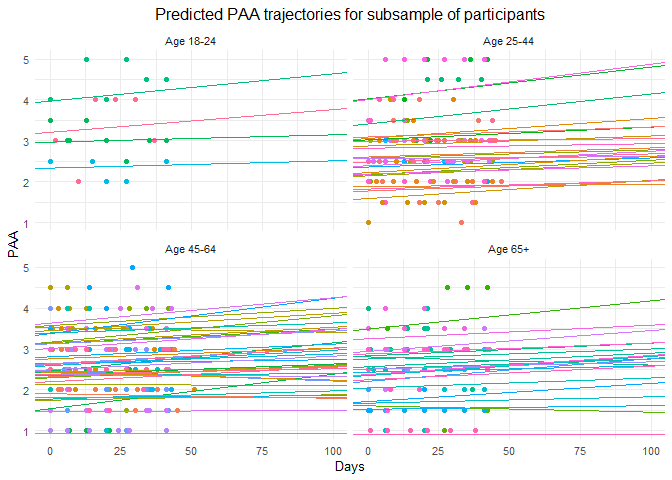 Predicted PAA trajectories for subsample of participants
Age 18-24
Age 25-44
5
4
3
2
1
Age 45-64
Age 65+
5
4
3
2
1
PAA
0 25 50 75 100
0 25 50 75 100
Days